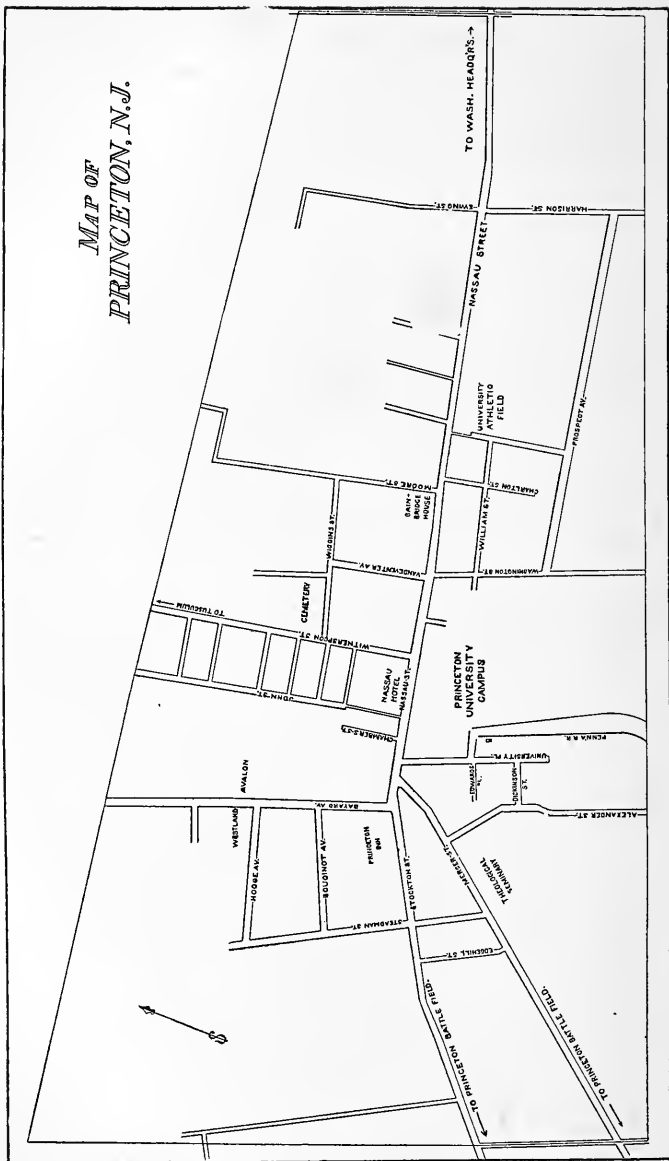 MAP OF
PRINCETON, N.J.
TO WASH. HEADQ'R'S.
EWING ST.
HARRISON ST.
NASSAU STREET
UNIVERSITY
ATHLETIC
FIELD
PROSPECT AV.
MOORE ST.
CHARLTON ST.
BAIN-
BRIDGE
HOUSE
WILLIAM ST.
WIGGINS ST.
VANDEVENTER AV.
WASHINGTON ST.
CEMETERY
TO TUSCULUM
WITHERSPOON ST.
PRINCETON
UNIVERSITY
CAMPUS
NASSAU
HOTEL
NASSAU-ST.
JOHN ST.
CHAMBERS-ST.
PENN'A R.R.
UNIVERSITY PL.
EDWARDS
PL.
DICKINSON
ST.
ALEXANDER ST.
AVALON
BAYARD AV.
WESTLAND
HODGE AV.
BOUDINOT AV.
PRINCETON
INN
STOCKTON ST.
MERCER-ST.
THEOLOGICAL
SEMINARY
STEADMAN ST.
EDGEHILL ST.
TO PRINCETON BATTLE FIELD.
TO PRINCETON BATTLE FIELD.